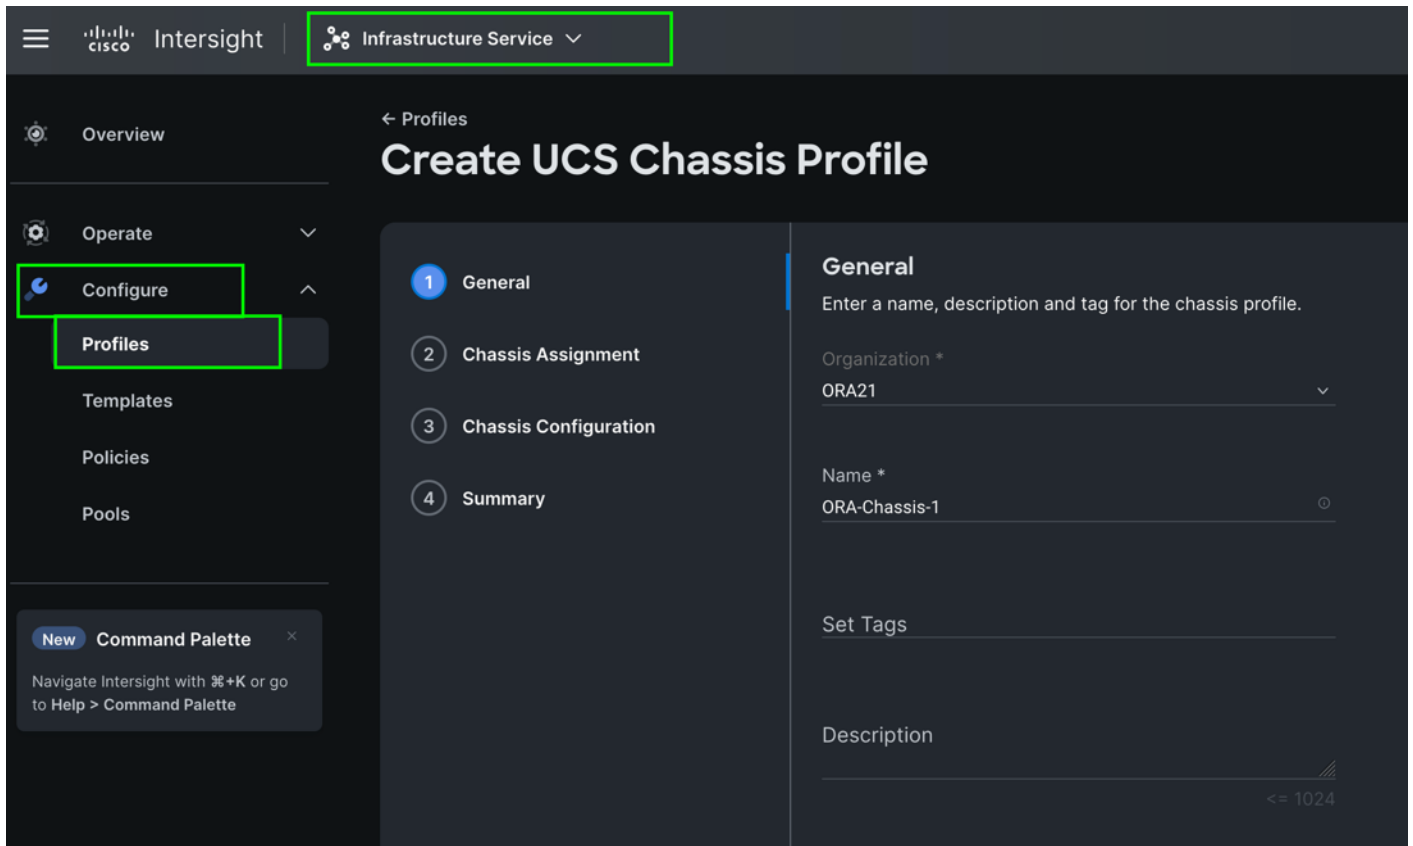 cisco Intersight Infrastructure Service
Overview
Operate
Configure
Profiles
Templates
Policies
Pools
New Command Palette ×
Navigate Intersight with ⌘+K or go
to Help > Command Palette
← Profiles
Create UCS Chassis Profile
1 General
2 Chassis Assignment
3 Chassis Configuration
4 Summary
General
Enter a name, description and tag for the chassis profile.
Organization *
ORA21
Name *
ORA-Chassis-1
Set Tags
Description
<= 1024